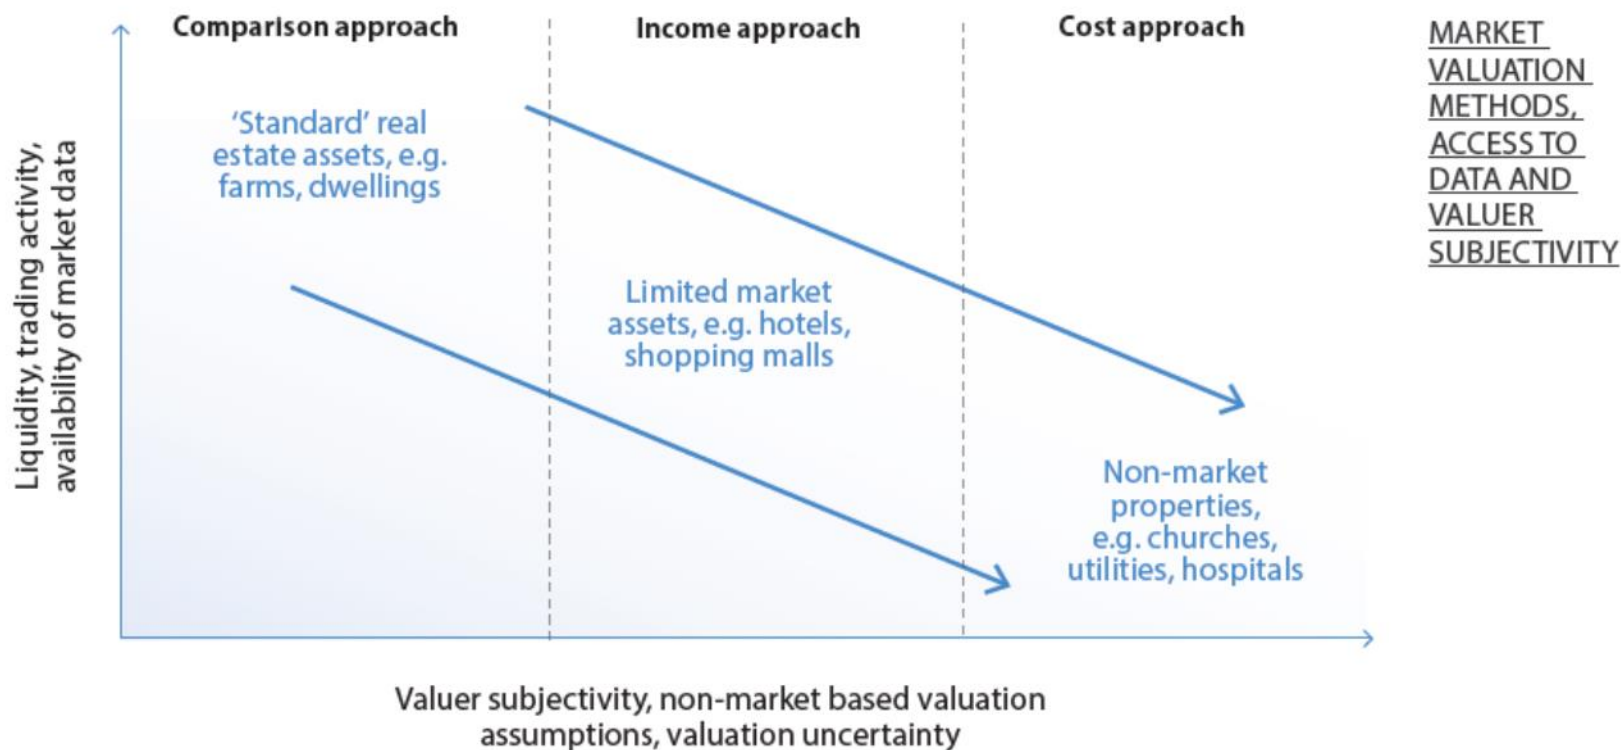 Comparison approach
Income approach
Cost approach
MARKET
VALUATION
METHODS,
ACCESS TO
DATA AND
VALUER
SUBJECTIVITY
Liquidity, trading activity,
availability of market data
‘Standard’ real
estate assets, e.g.
farms, dwellings
Limited market
assets, e.g. hotels,
shopping malls
Non-market
properties,
e.g. churches,
utilities, hospitals
Valuer subjectivity, non-market based valuation
assumptions, valuation uncertainty